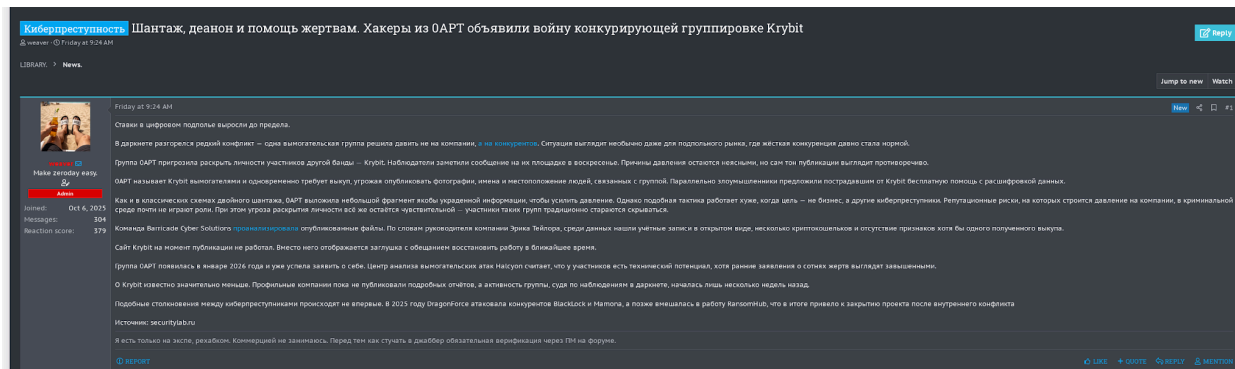 Киберпреступность Шантаж, деанон и помощь жертвам. Хакеры из 0APT объявили войну конкурирующей группировке Krybit
weaver · Friday at 9:24 AM
Reply
LIBRARY. > News.
Jump to new Watch
Friday at 9:24 AM
New #1
Ставки в цифровом подполье выросли до предела.
В даркнете разгорелся редкий конфликт — одна вымогательская группа решила давить не на компании, а на конкурентов. Ситуация выглядит необычно даже для подпольного рынка, где жёсткая конкуренция давно стала нормой.
Группа 0APT пригрозила раскрыть личности участников другой банды — Krybit. Наблюдатели заметили сообщение на их площадке в воскресенье. Причины давления остаются неясными, но сам тон публикации выглядит противоречиво.
0APT называет Krybit вымогателями и одновременно требует выкуп, угрожая опубликовать фотографии, имена и местоположение людей, связанных с группой. Параллельно злоумышленники предложили пострадавшим от Krybit бесплатную помощь с расшифровкой данных.
Как и в классических схемах двойного шантажа, 0APT выложила небольшой фрагмент якобы украденной информации, чтобы усилить давление. Однако подобная тактика работает хуже, когда цель — не бизнес, а другие киберпреступники. Репутационные риски, на которых строится давление на компании, в криминальной
среде почти не играют роли. При этом угроза раскрытия личности всё же остаётся чувствительной — участники таких групп традиционно стараются скрываться.
Команда Barricade Cyber Solutions проанализировала опубликованные файлы. По словам руководителя компании Эрика Тейлора, среди данных нашли учётные записи в открытом виде, несколько криптокошельков и отсутствие признаков хотя бы одного полученного выкупа.
Сайт Krybit на момент публикации не работал. Вместо него отображается заглушка с обещанием восстановить работу в ближайшее время.
Группа 0APT появилась в январе 2026 года и уже успела заявить о себе. Центр анализа вымогательских атак Halcyon считает, что у участников есть технический потенциал, хотя ранние заявления о сотнях жертв выглядят завышенными.
О Krybit известно значительно меньше. Профильные компании пока не публиковали подробных отчётов, а активность группы, судя по наблюдениям в даркнете, началась лишь несколько недель назад.
Подобные столкновения между киберпреступниками происходят не впервые. В 2025 году DragonForce атаковала конкурентов BlackLock и Mamona, а позже вмешалась в работу RansomHub, что в итоге привело к закрытию проекта после внутреннего конфликта
Источник: securitylab.ru
Я есть только на эксле, рехабком. Коммерцией не занимаюсь. Перед тем как стучать в джаббер обязательная верификация через ПМ на форуме.
weaver
Make zeroday easy.
Admin
Joined: Oct 6, 2025
Messages: 304
Reaction score: 379
REPORT
LIKE + QUOTE REPLY MENTION